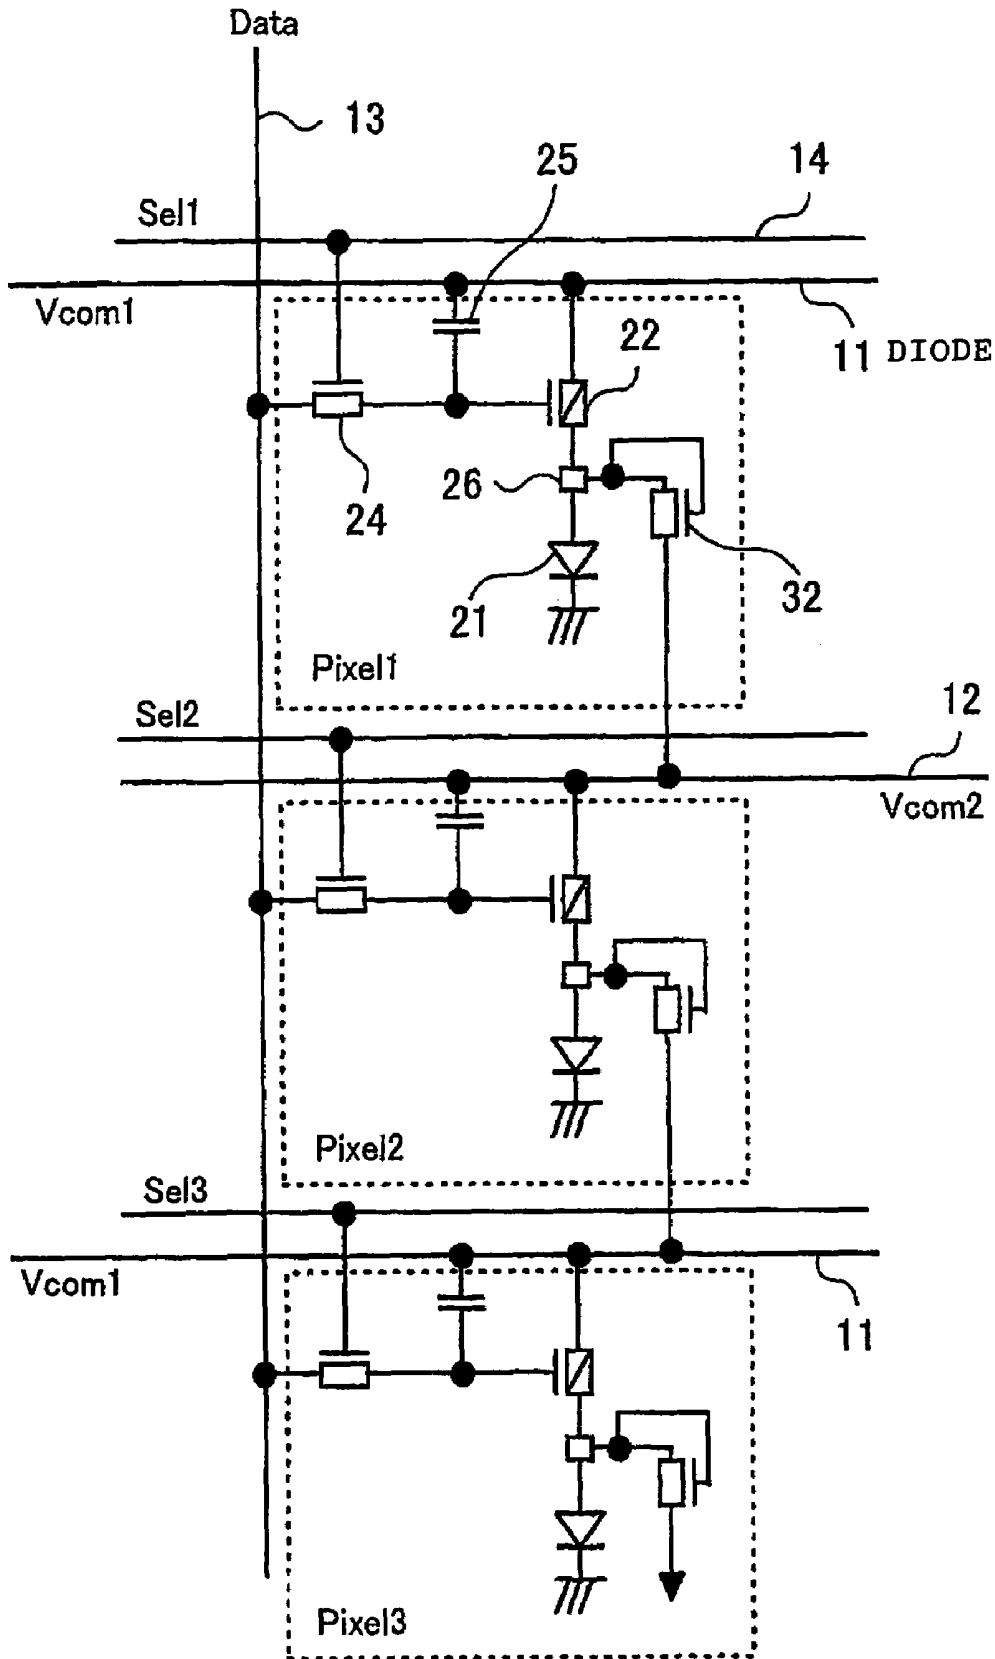 Data
13
25
14
Sel1
Vcom1
11 DIODE
22
26
24
21
32
Pixel1
Sel2
12
Vcom2
Pixel2
Sel3
Vcom1
11
Pixel3